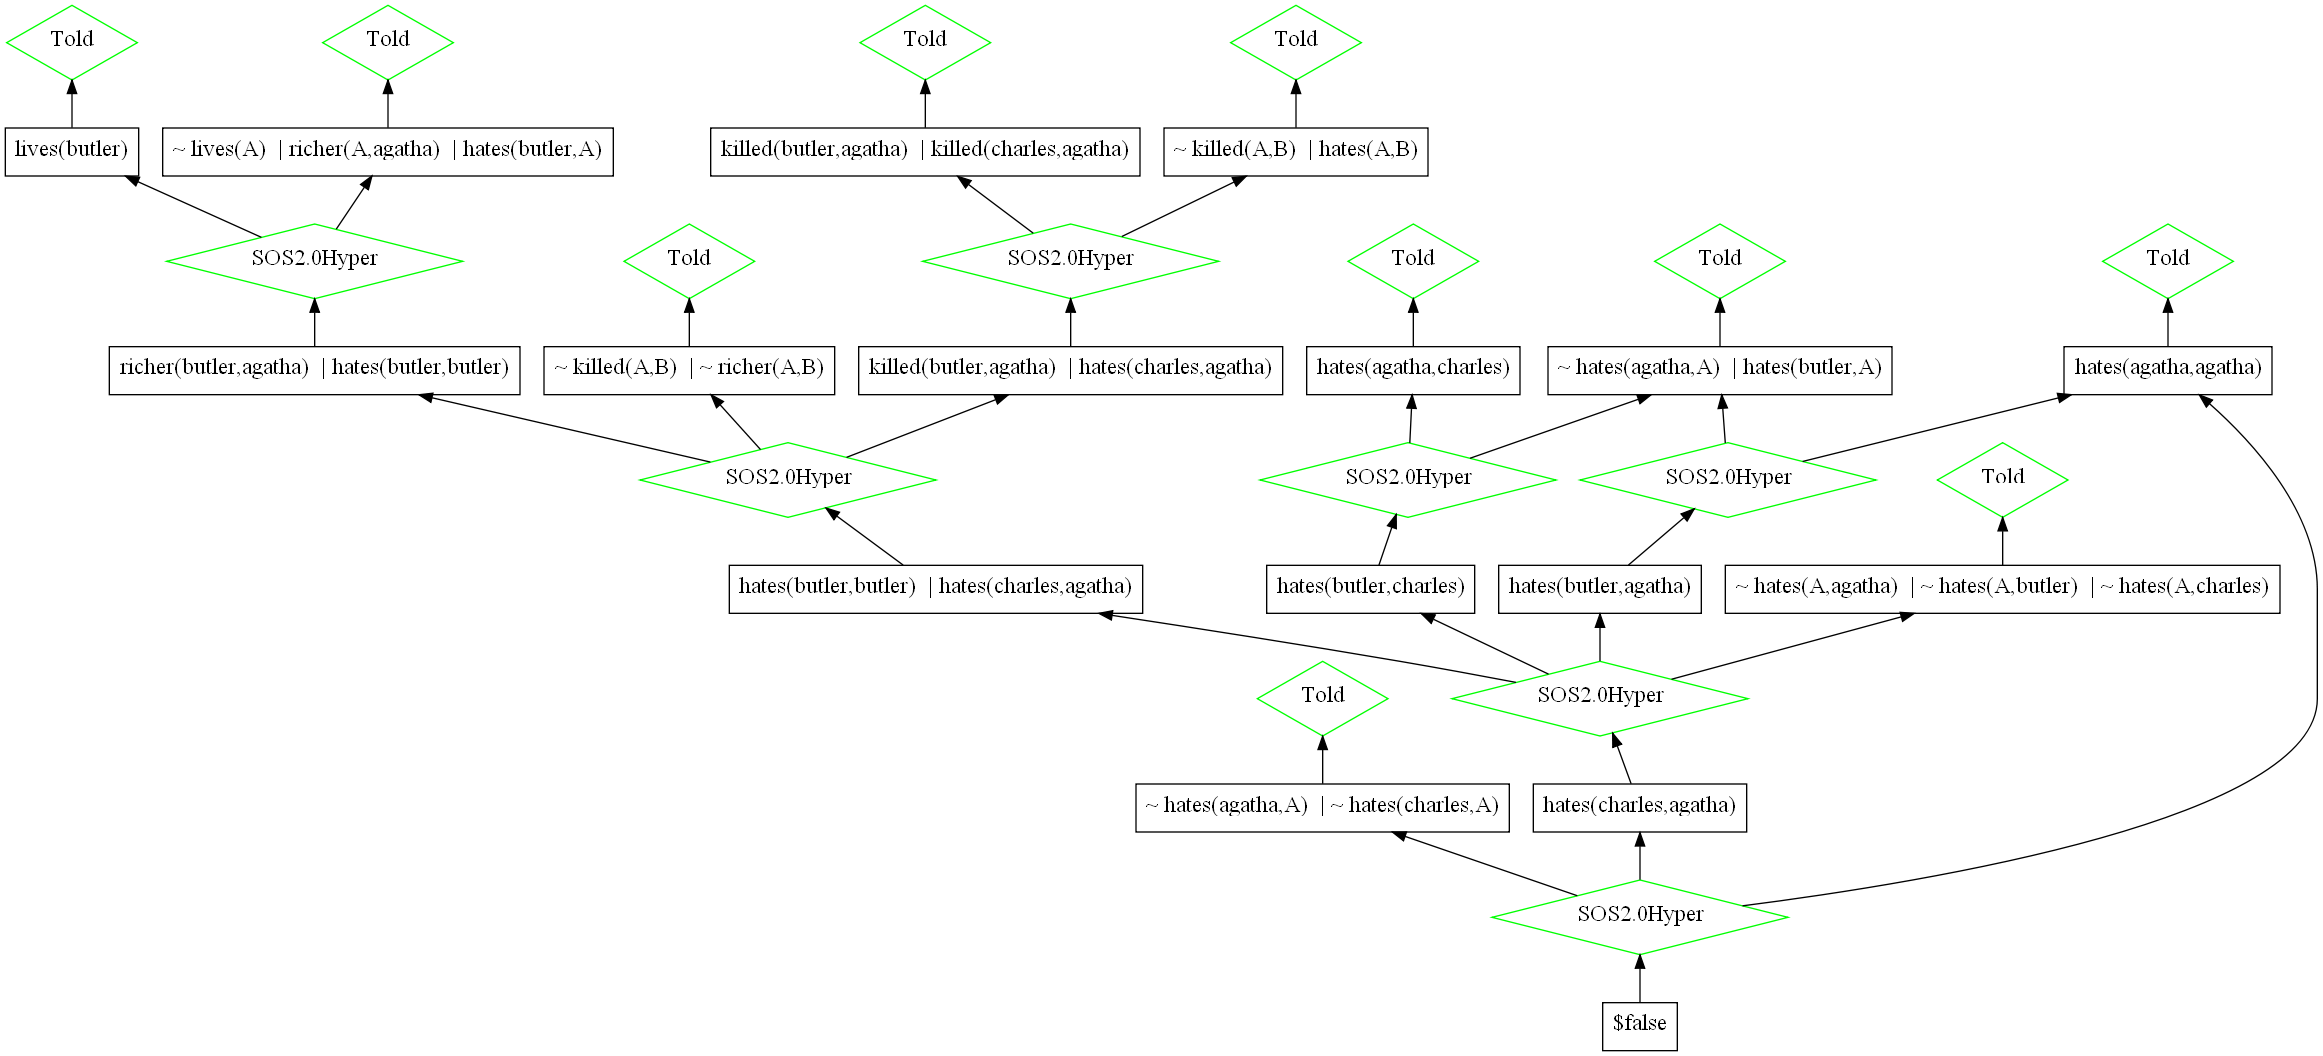 Told
Told
Told
Told
lives(butler)
~ lives(A) | richer(A,agatha) | hates(butler,A)
killed(butler,agatha) | killed(charles,agatha)
~ killed(A,B) | hates(A,B)
SOS2.0Hyper
Told
SOS2.0Hyper
Told
Told
Told
richer(butler,agatha) | hates(butler,butler)
~ killed(A,B) | ~ richer(A,B)
killed(butler,agatha) | hates(charles,agatha)
hates(agatha,charles)
~ hates(agatha,A) | hates(butler,A)
hates(agatha,agatha)
SOS2.0Hyper
SOS2.0Hyper
SOS2.0Hyper
Told
hates(butler,butler) | hates(charles,agatha)
hates(butler,charles)
hates(butler,agatha)
~ hates(A,agatha) | ~ hates(A,butler) | ~ hates(A,charles)
Told
SOS2.0Hyper
~ hates(agatha,A) | ~ hates(charles,A)
hates(charles,agatha)
SOS2.0Hyper
$false